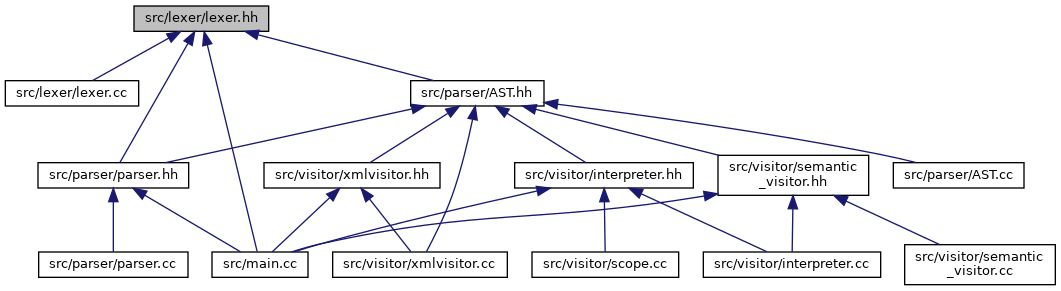 src/lexer/lexer.hh
src/lexer/lexer.cc
src/parser/AST.hh
src/parser/parser.hh
src/visitor/xmlvisitor.hh
src/visitor/interpreter.hh
src/visitor/semantic
_visitor.hh
src/parser/AST.cc
src/parser/parser.cc
src/main.cc
src/visitor/xmlvisitor.cc
src/visitor/scope.cc
src/visitor/interpreter.cc
src/visitor/semantic
_visitor.cc